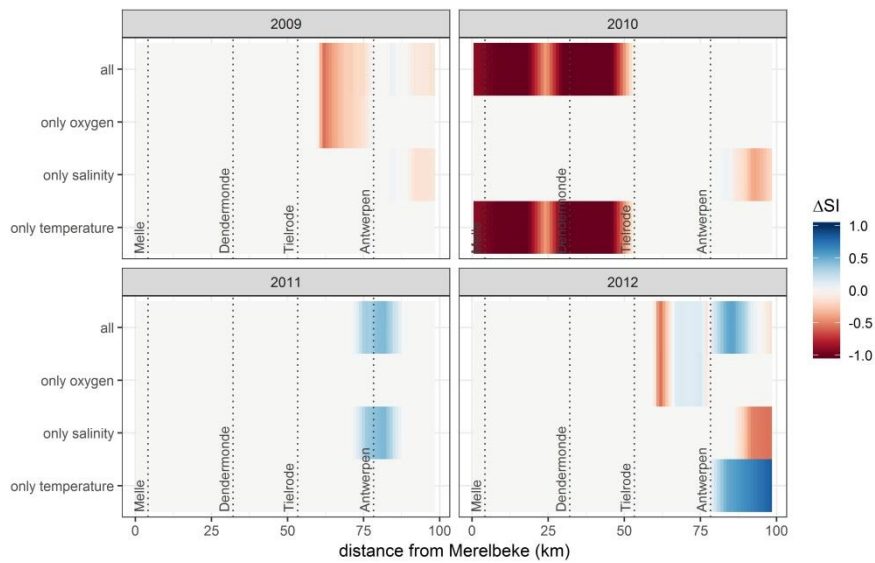 2009
2010
all
only oxygen
only salinity
only temperature
Melle
Dendermonde
Tielrode
Antwerpen
Melle
Dendermonde
Tielrode
Antwerpen
2011
2012
all
only oxygen
only salinity
only temperature
Melle
Dendermonde
Tielrode
Antwerpen
Melle
Dendermonde
Tielrode
Antwerpen
0
25
50
75
100
0
25
50
75
100
distance from Merelbeke (km)
ΔSI
1.0
0.5
0.0
-0.5
-1.0